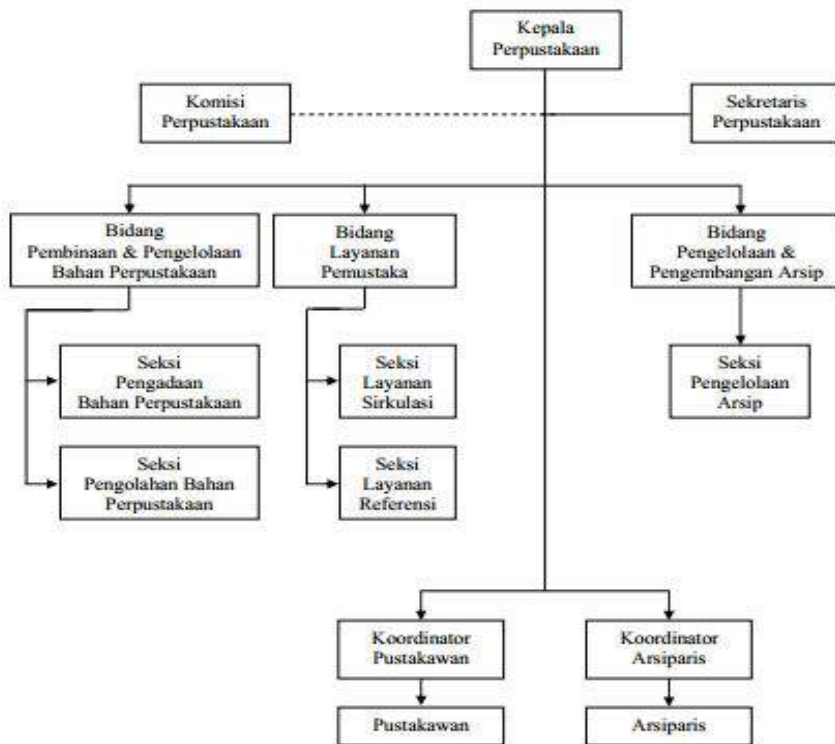 Kepala
Perpustakaan
Komisi
Perpustakaan
Sekretaris
Perpustakaan
Bidang
Pembinaan & Pengelolaan
Bahan Perpustakaan
Bidang
Layanan
Pemustaka
Bidang
Pengelolaan &
Pengembangan Arsip
Seksi
Pengadaan
Bahan Perpustakaan
Seksi
Layanan
Sirkulasi
Seksi
Pengelolaan
Arsip
Seksi
Pengolahan Bahan
Perpustakaan
Seksi
Layanan
Referensi
Koordinator
Pustakawan
Koordinator
Arsiparis
Pustakawan
Arsiparis